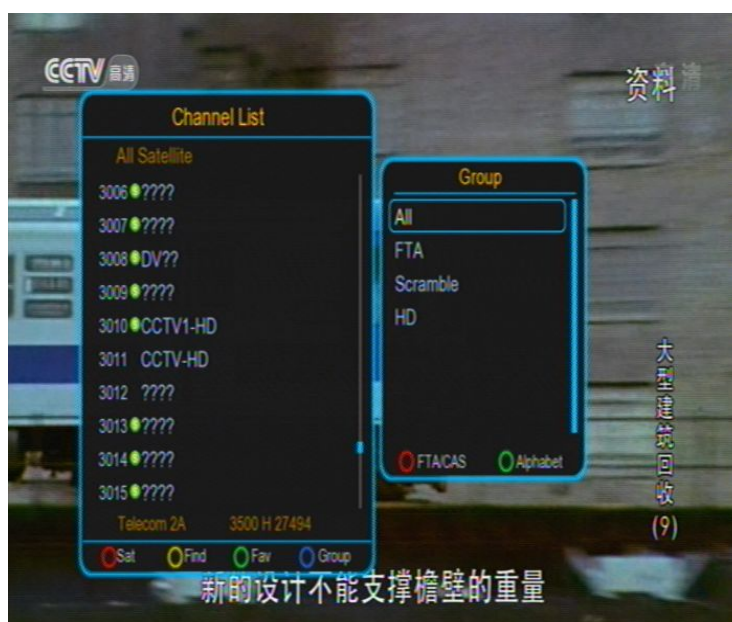 CCTV 高清
资料
Channel List
All Satellite
3006 ????
3007 ????
3008 DV??
3009 ????
3010 CCTV1-HD
3011 CCTV-HD
3012 ????
3013 ????
3014 ????
3015 ????
Telecom 2A 3500 H 27494
Sat Find Fav Group
Group
All
FTA
Scramble
HD
FTA/CAS Alphabet
大型建筑回收(9)
新的设计不能支撑檐壁的重量